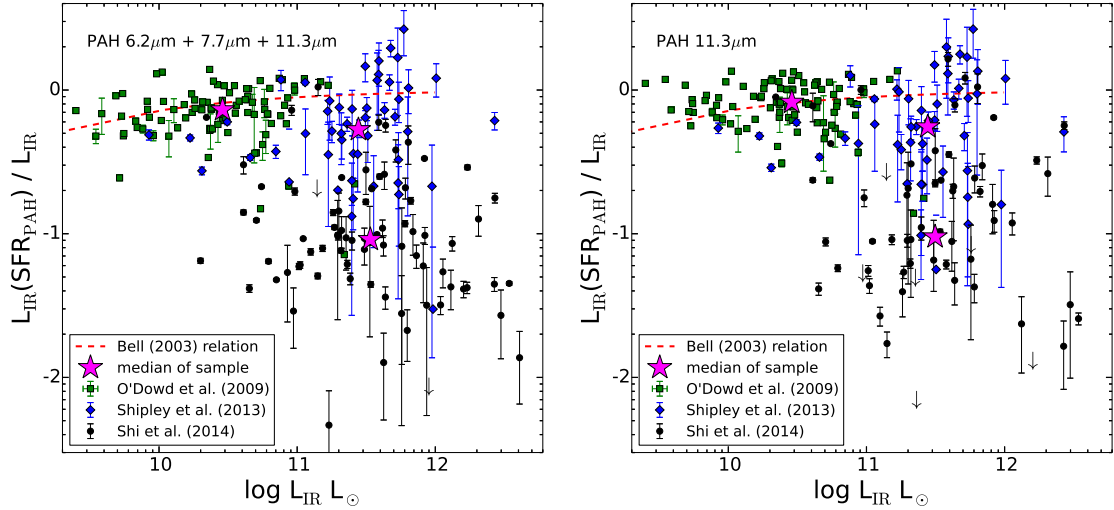 PAH 6.2μm + 7.7μm + 11.3μm
L_IR(SFR_PAH) / L_IR
0
-1
-2
Bell (2003) relation
median of sample
O'Dowd et al. (2009)
Shipley et al. (2013)
Shi et al. (2014)
10 11 12
log L_IR L_⊙
PAH 11.3μm
L_IR(SFR_PAH) / L_IR
0
-1
-2
Bell (2003) relation
median of sample
O'Dowd et al. (2009)
Shipley et al. (2013)
Shi et al. (2014)
10 11 12
log L_IR L_⊙